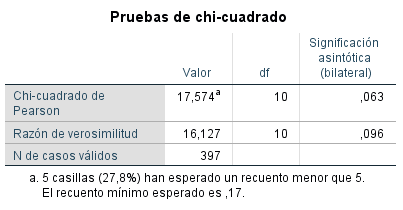 Pruebas de chi-cuadrado
Significación
asintótica
(bilateral)
Valor df
Chi-cuadrado de
Pearson
17,574a 10 ,063
Razón de verosimilitud 16,127 10 ,096
N de casos válidos 397
a. 5 casillas (27,8%) han esperado un recuento menor que 5.
El recuento mínimo esperado es ,17.